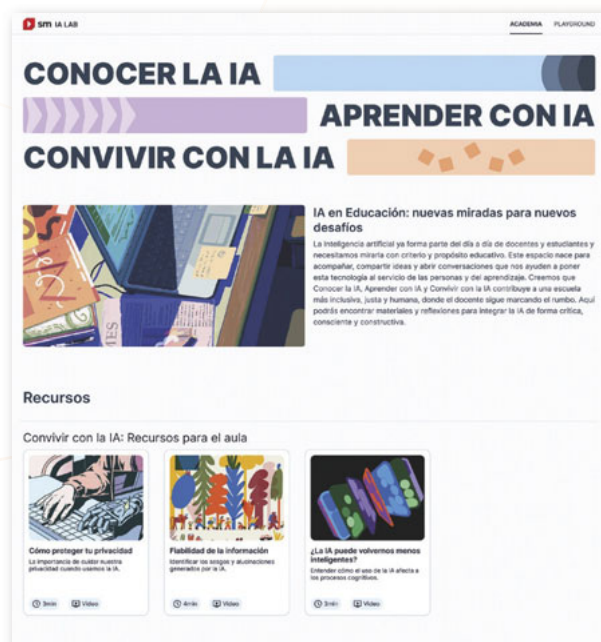 sm IA LAB
ACADEMIA PLAYGROUND
CONOCER LA IA
APRENDER CON IA
CONVIVIR CON LA IA
IA en Educación: nuevas miradas para nuevos
desafíos
La inteligencia artificial ya forma parte del día a día de docentes y estudiantes y
necesitamos mirarla con criterio y propósito educativo. Este espacio nace para
acompañar, compartir ideas y abrir conversaciones que nos ayuden a poner
esta tecnología al servicio de las personas y del aprendizaje. Creemos que
Conocer la IA, Aprender con IA y Convivir con la IA contribuye a una escuela
más inclusiva, justa y humana, donde el docente sigue marcando el rumbo. Aquí
podrás encontrar materiales y reflexiones para integrar la IA de forma crítica,
consciente y constructiva.
Recursos
Convivir con la IA: Recursos para el aula
Cómo proteger tu privacidad
La importancia de cuidar nuestra
privacidad cuando usamos la IA.
3min Vídeo
Fiabilidad de la información
Identificar los sesgos y alucinaciones
generados por la IA.
4min Vídeo
¿La IA puede volvernos menos
inteligentes?
Entender cómo el uso de la IA afecta a
los procesos cognitivos.
3min Vídeo